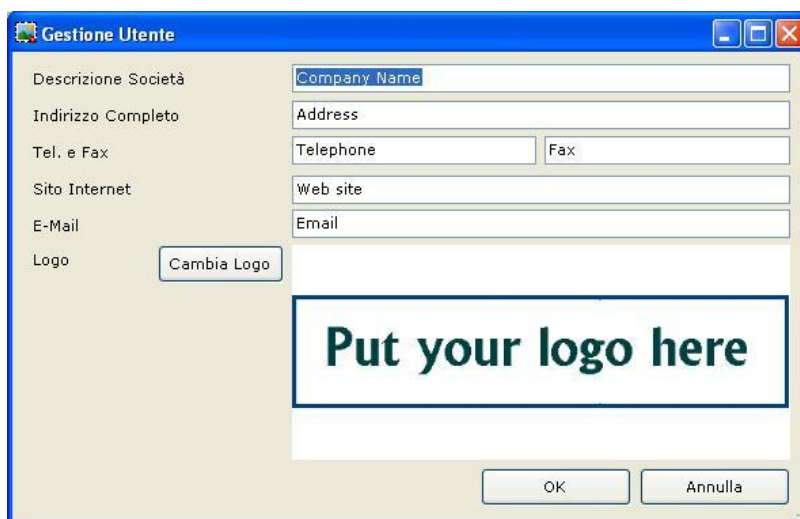 Gestione Utente
Descrizione Società Company Name
Indirizzo Completo Address
Tel. e Fax Telephone Fax
Sito Internet Web site
E-Mail Email
Logo Cambia Logo
Put your logo here
OK Annulla